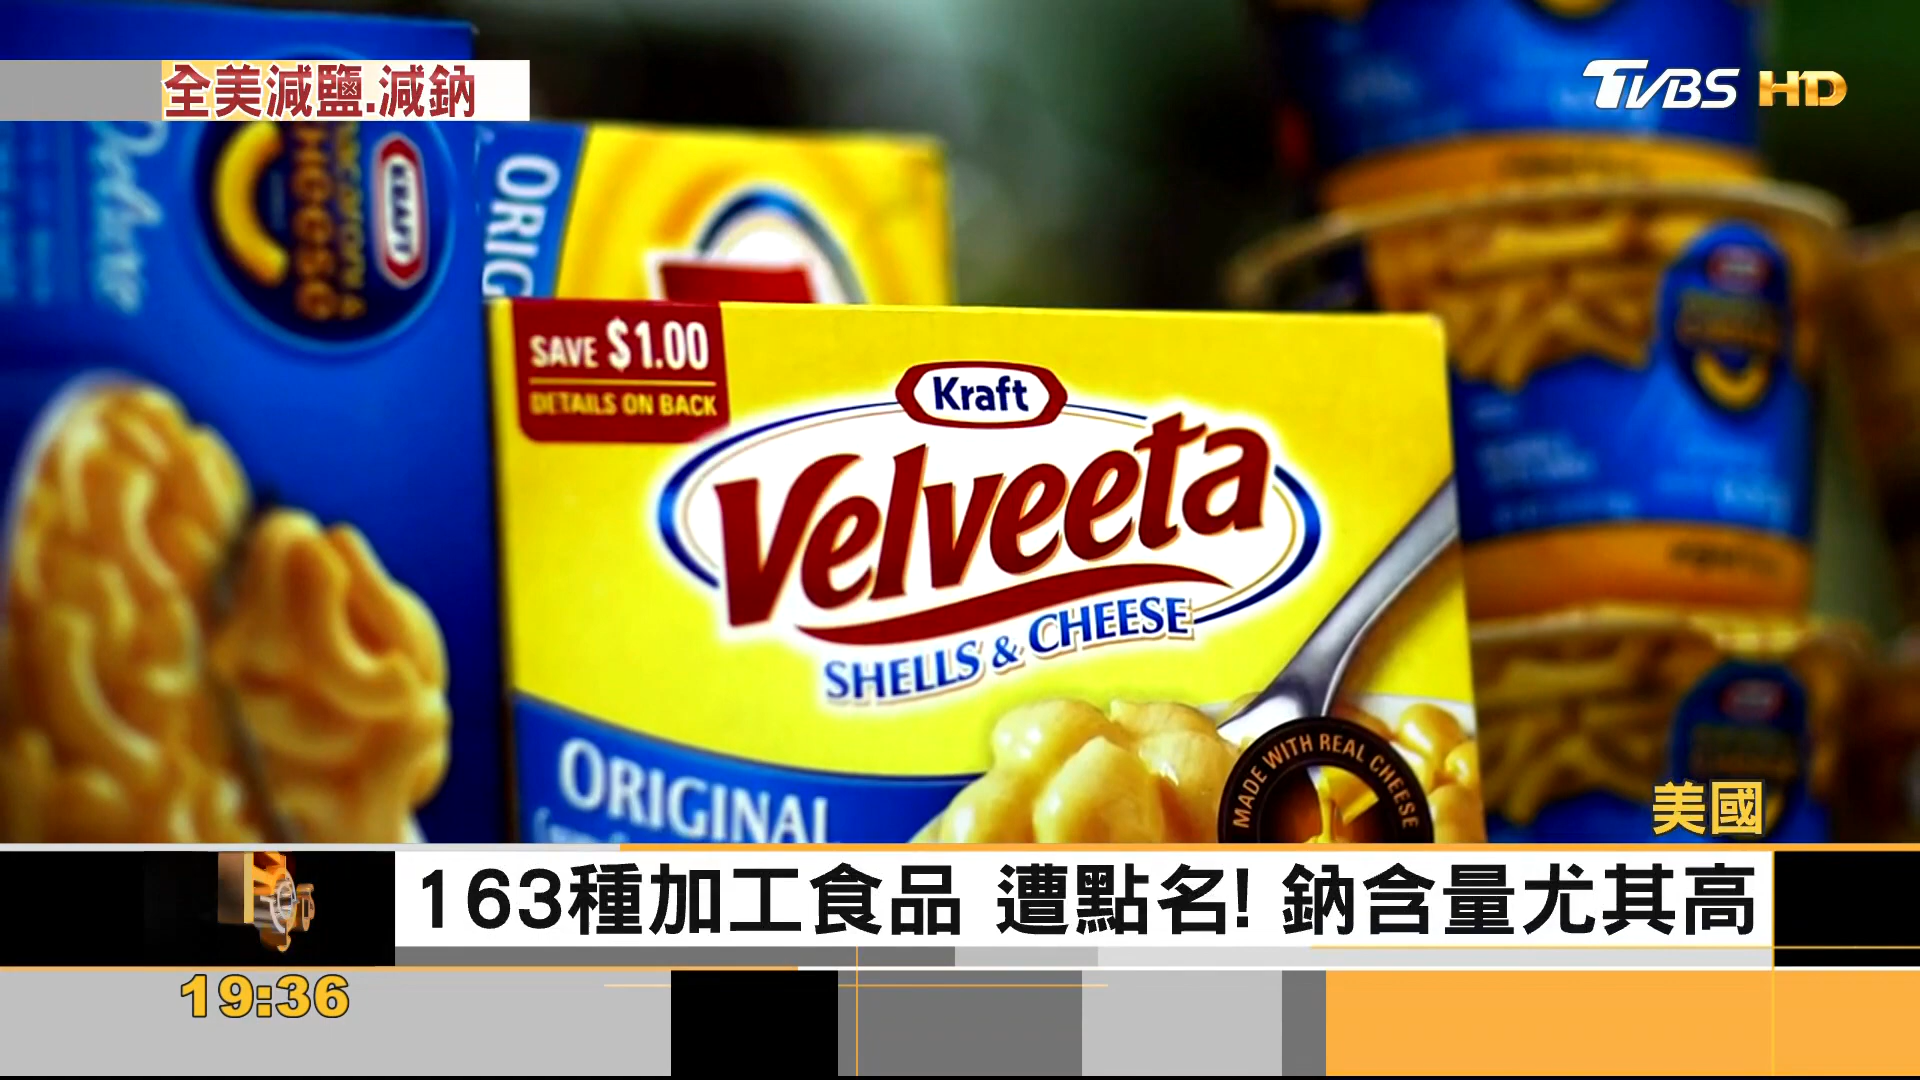 全美減鹽.減鈉
TVBS HD
KRAFT
ORIG
SAVE $1.00
DETAILS ON BACK
Kraft
Velveeta
SHELLS & CHEESE
ORIGINAL
MADE WITH REAL CHEESE
美國
163種加工食品 遭點名! 鈉含量尤其高
19:36